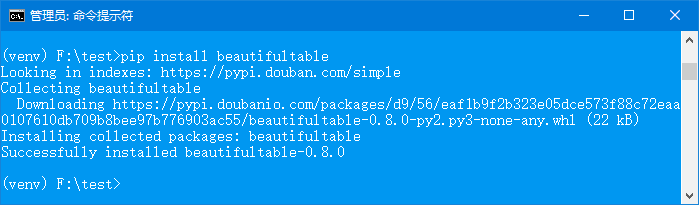 管理员: 命令提示符
(venv) F:\test>pip install beautifultable
Looking in indexes: https://pypi.douban.com/simple
Collecting beautifultable
  Downloading https://pypi.doubanio.com/packages/d9/56/eaf1b9f2b323e05dce573f88c72eaa
0107610db709b8bee97b776903ac55/beautifultable-0.8.0-py2.py3-none-any.whl (22 kB)
Installing collected packages: beautifultable
Successfully installed beautifultable-0.8.0
(venv) F:\test>